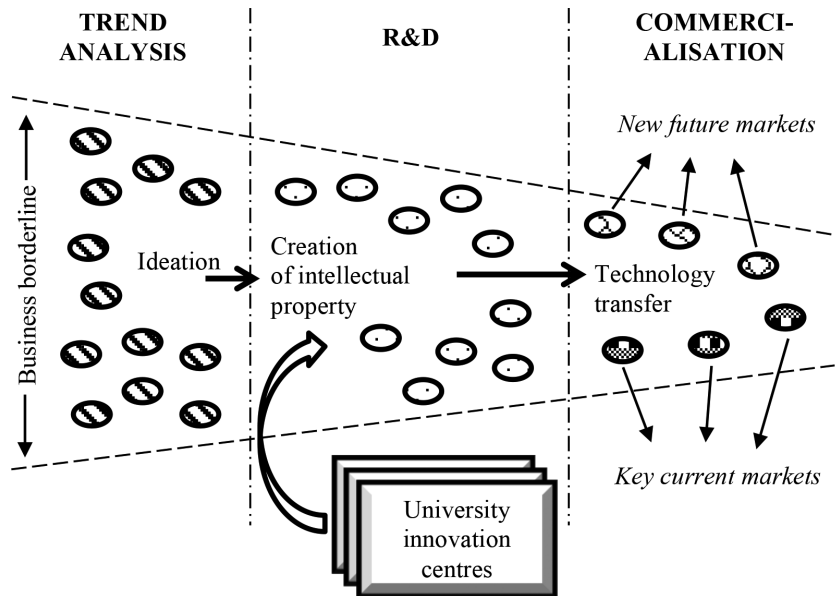 TREND
ANALYSIS
R&D
COMMERCI-
ALISATION
New future markets
Business borderline
Ideation
Creation
of intellectual
property
Technology
transfer
Key current markets
University
innovation
centres